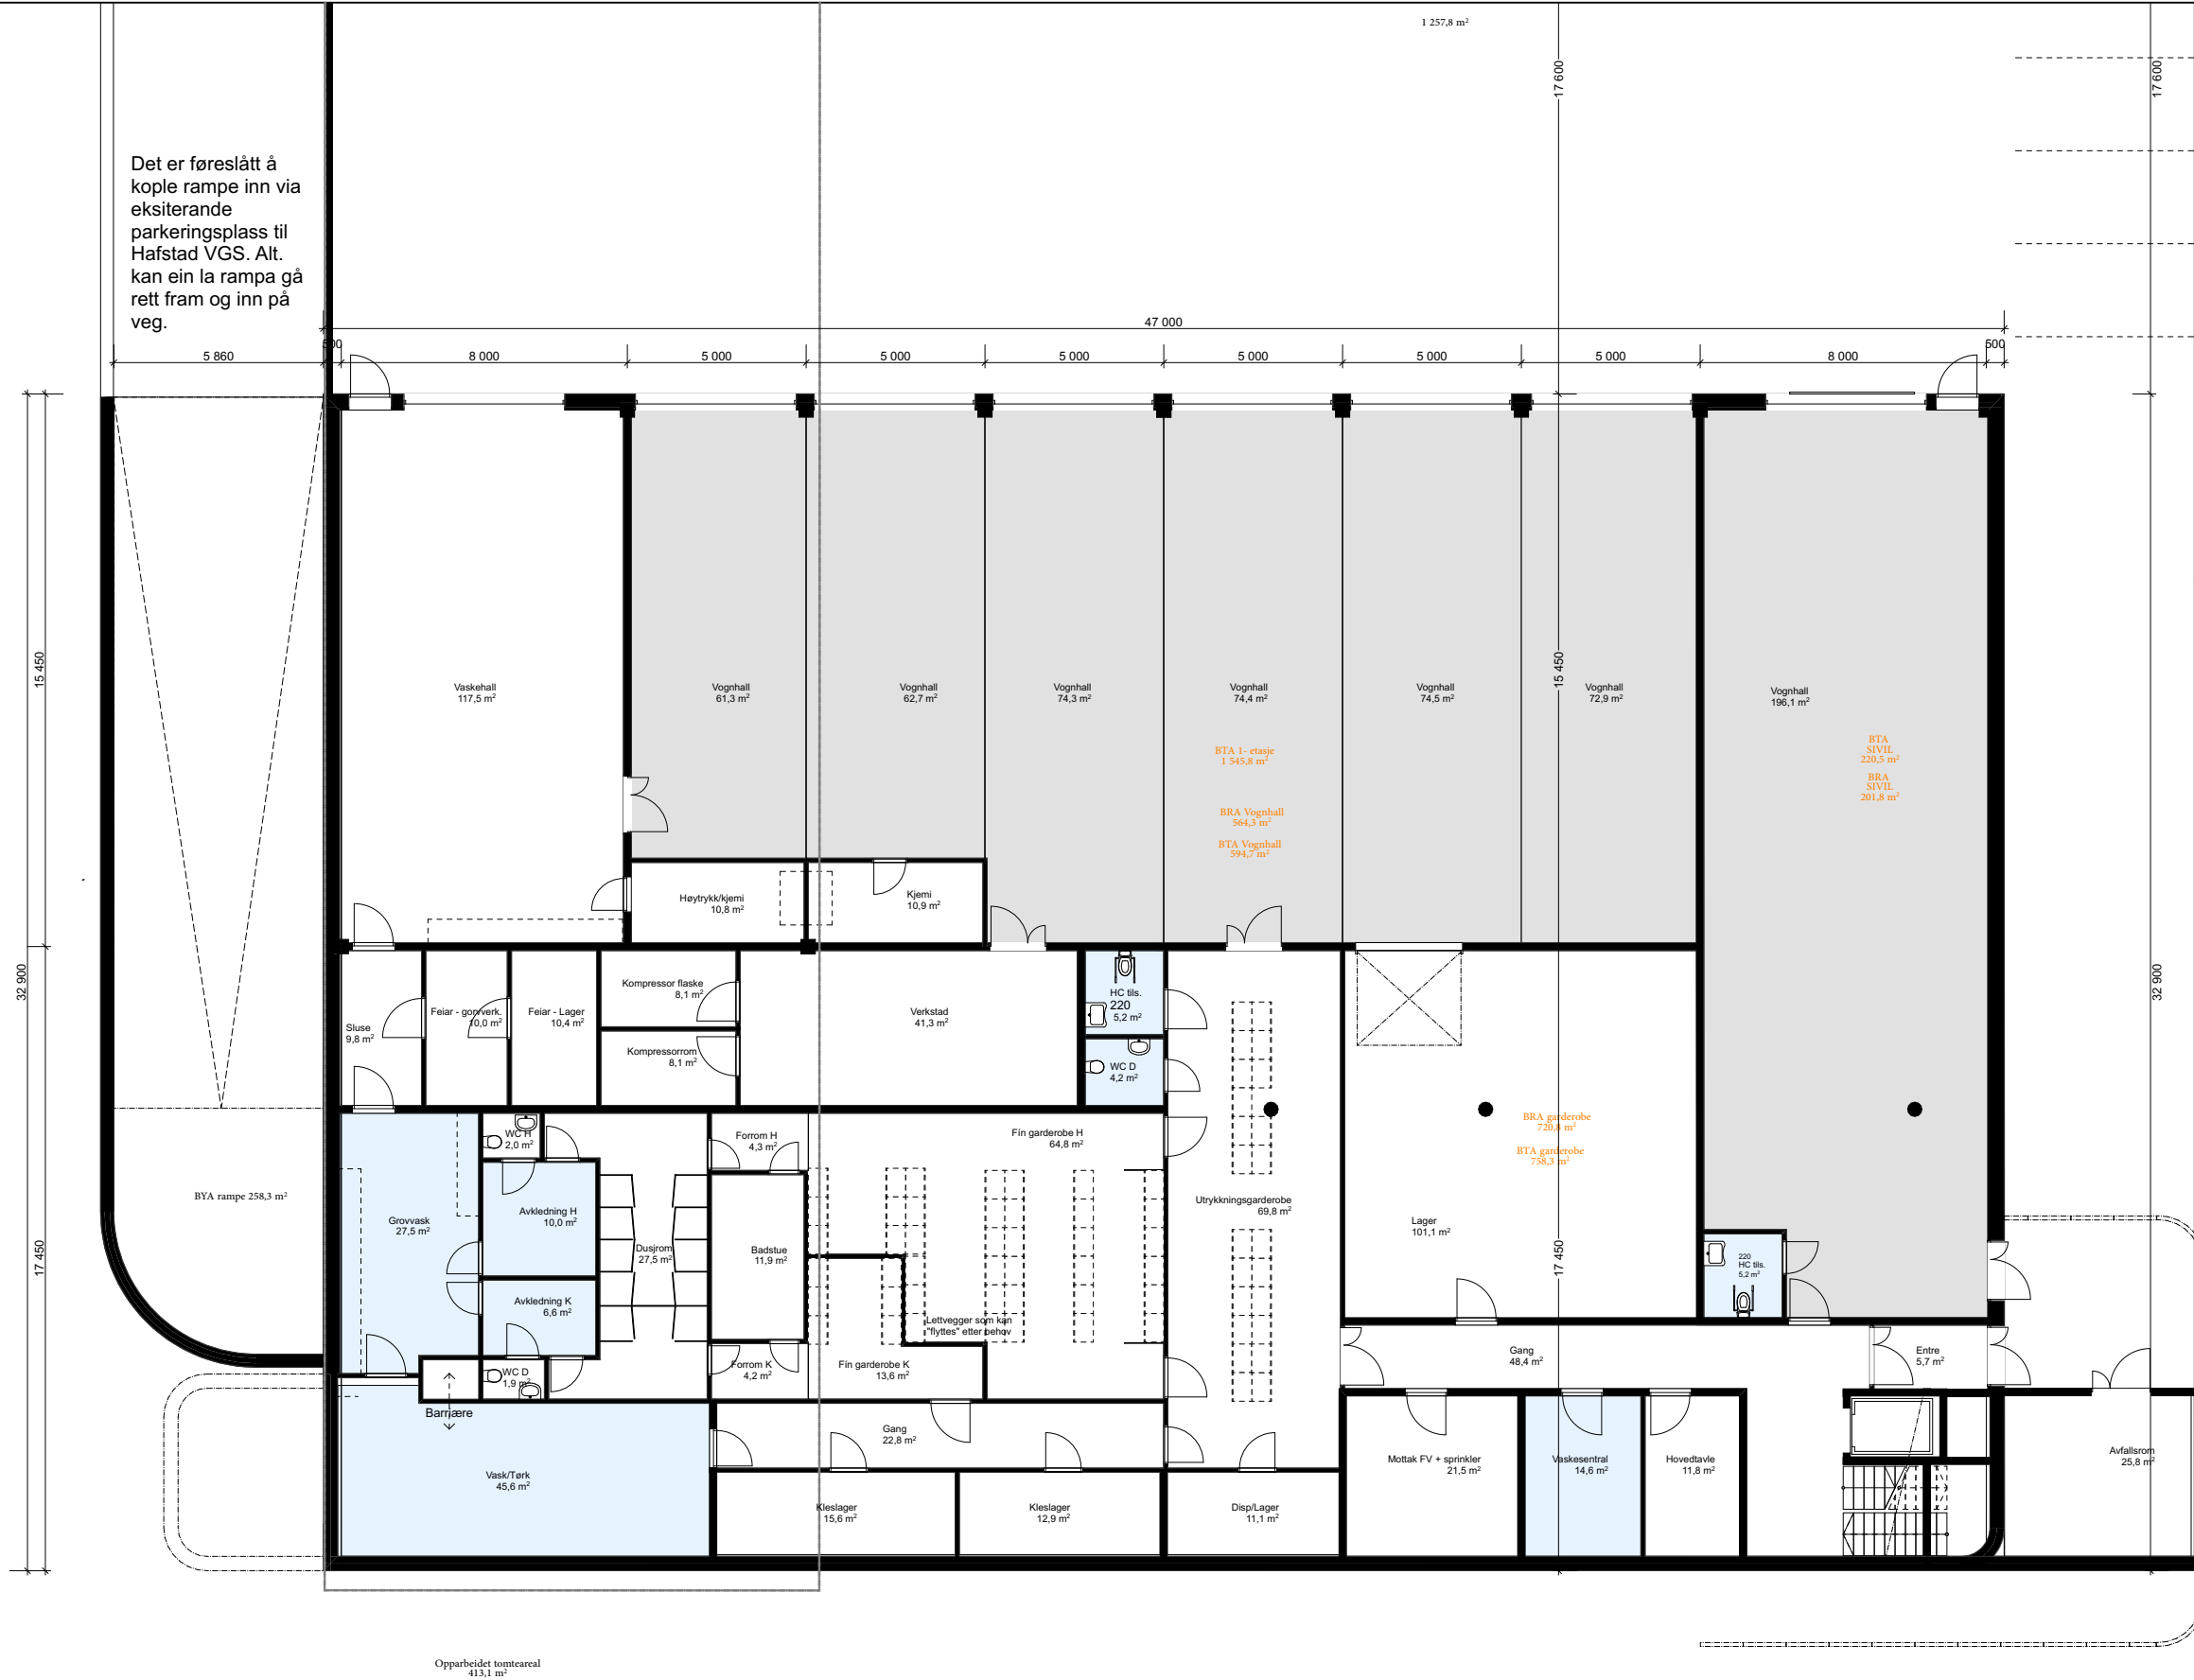 1 257,8 m²
17 600
17 600
Det er føreslått å
kople rampe inn via
eksiterande
parkeringsplass til
Hafstad VGS. Alt.
kan ein la rampa gå
rett fram og inn på
veg.
47 000
5 860
500
8 000
5 000
5 000
5 000
5 000
5 000
5 000
8 000
500
15 450
32 900
17 450
15 450
17 450
32 900
Vaskehall
117,5 m²
Vognhall
61,3 m²
Vognhall
62,7 m²
Vognhall
74,3 m²
Vognhall
74,4 m²
Vognhall
74,5 m²
Vognhall
72,9 m²
Vognhall
196,1 m²
BTA 1- etasje
1 545,8 m²
BRA Vognhall
564,3 m²
BTA Vognhall
594,7 m²
BTA
SIVIL
220,5 m²
BRA
SIVIL
201,8 m²
Høytrykk/kjemi
10,8 m²
Kjemi
10,9 m²
Sluse
9,8 m²
Feiar - gorvverk.
10,0 m²
Feiar - Lager
10,4 m²
Kompressor flaske
8,1 m²
Kompressorrom
8,1 m²
Verkstad
41,3 m²
HC tils.
220
5,2 m²
WC D
4,2 m²
BYA rampe 258,3 m²
Grovvask
27,5 m²
WC H
2,0 m²
Avkledning H
10,0 m²
Avkledning K
6,6 m²
WC D
1,9 m²
Dusjrom
27,5 m²
Forrom H
4,3 m²
Badstue
11,9 m²
Forrom K
4,2 m²
Fín garderobe H
64,8 m²
Lettvegger som kan
"flyttes" etter behov
Fín garderobe K
13,6 m²
Utrykkningsgarderobe
69,8 m²
Lager
101,1 m²
BRA garderobe
720,8 m²
BTA garderobe
758,3 m²
220
HC tils.
5,2 m²
Gang
48,4 m²
Entre
5,7 m²
Barriære
Vask/Tørk
45,6 m²
Gang
22,8 m²
Kleslager
15,6 m²
Kleslager
12,9 m²
Disp/Lager
11,1 m²
Mottak FV + sprinkler
21,5 m²
Vaskesentral
14,6 m²
Hovedtavle
11,8 m²
Avfallsrom
25,8 m²
Opparbeidet tomteareal
413,1 m²